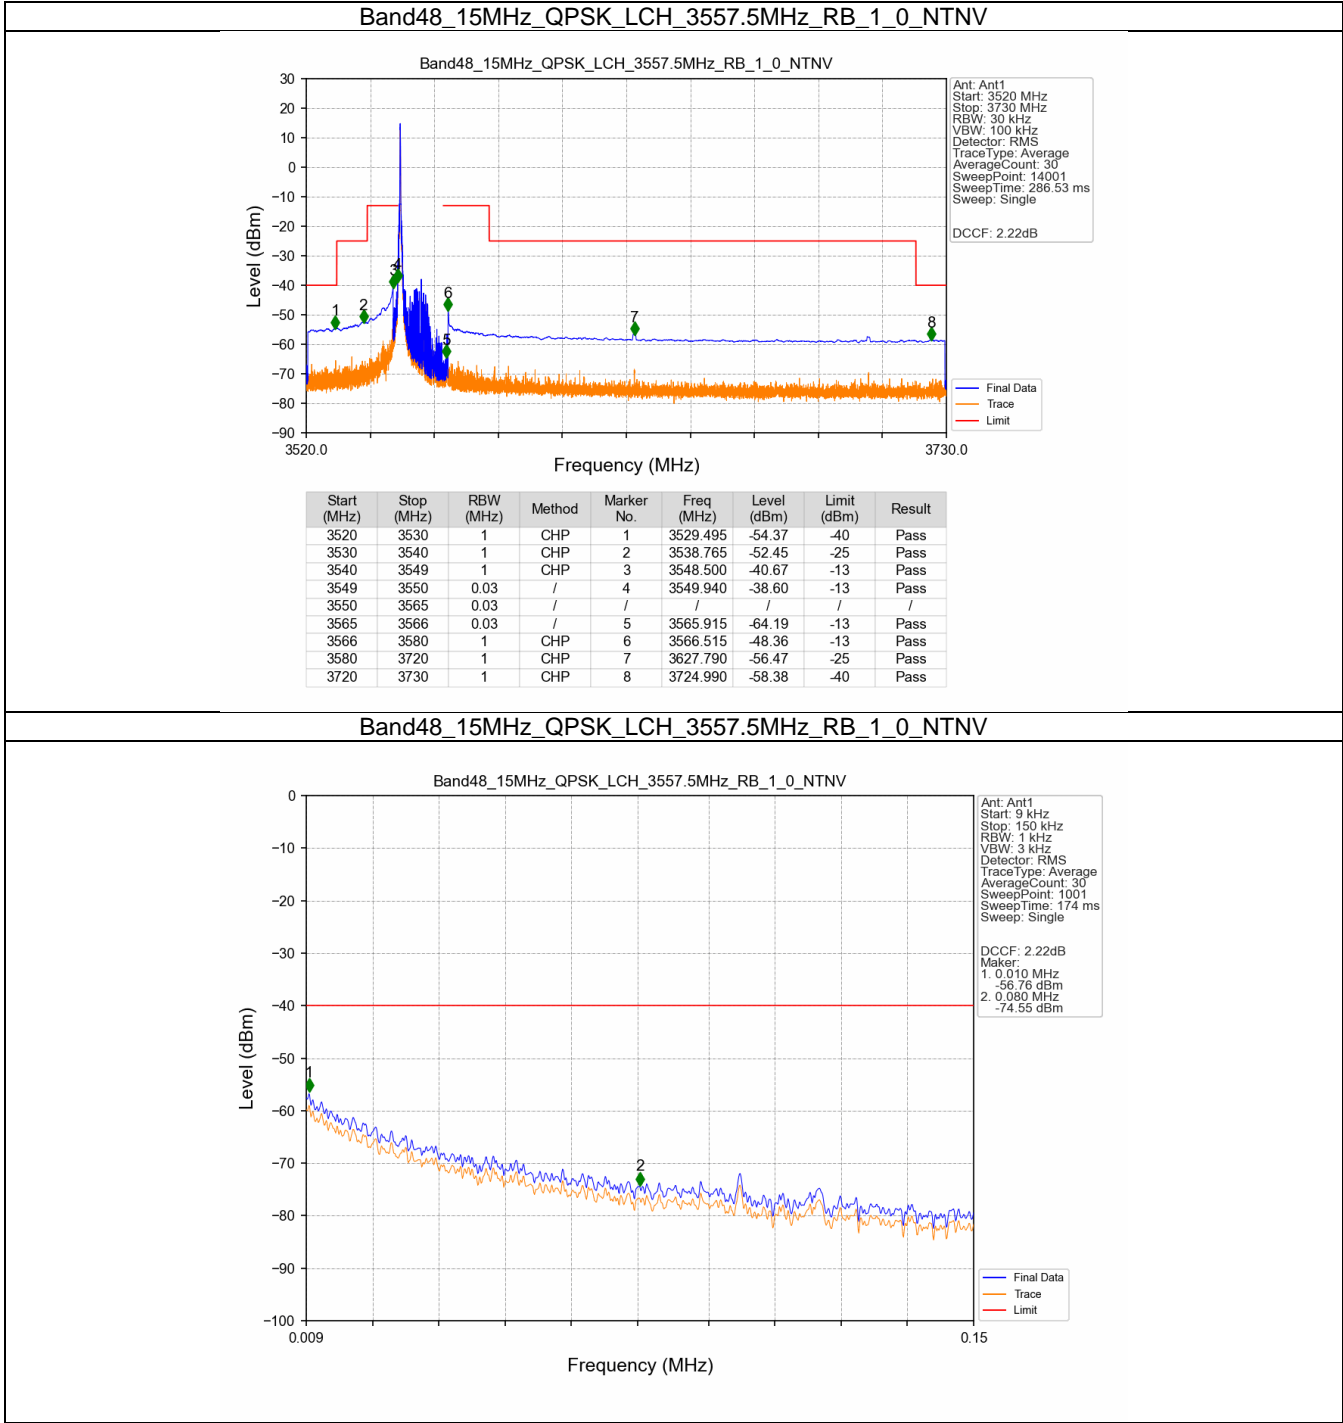 Band48_15MHz_QPSK_LCH_3557.5MHz_RB_1_0_NTNV
Band48_15MHz_QPSK_LCH_3557.5MHz_RB_1_0_NTNV
30
20
10
0
−10
−20
−30
−40
−50
−60
−70
−80
−90
Level (dBm)
1
2
3
4
5
6
7
8
3520.0
3730.0
Frequency (MHz)
Ant: Ant1
Start: 3520 MHz
Stop: 3730 MHz
RBW: 30 kHz
VBW: 100 kHz
Detector: RMS
TraceType: Average
AverageCount: 30
SweepPoint: 14001
SweepTime: 286.53 ms
Sweep: Single
DCCF: 2.22dB
Final Data
Trace
Limit
Start (MHz) Stop (MHz) RBW (MHz) Method Marker No. Freq (MHz) Level (dBm) Limit (dBm) Result
3520 3530 1 CHP 1 3529.495 -54.37 -40 Pass
3530 3540 1 CHP 2 3538.765 -52.45 -25 Pass
3540 3549 1 CHP 3 3548.500 -40.67 -13 Pass
3549 3550 0.03 / 4 3549.940 -38.60 -13 Pass
3550 3565 0.03 / / / / / /
3565 3566 0.03 / 5 3565.915 -64.19 -13 Pass
3566 3580 1 CHP 6 3566.515 -48.36 -13 Pass
3580 3720 1 CHP 7 3627.790 -56.47 -25 Pass
3720 3730 1 CHP 8 3724.990 -58.38 -40 Pass
Band48_15MHz_QPSK_LCH_3557.5MHz_RB_1_0_NTNV
Band48_15MHz_QPSK_LCH_3557.5MHz_RB_1_0_NTNV
0
−10
−20
−30
−40
−50
−60
−70
−80
−90
−100
Level (dBm)
1
2
0.009
0.15
Frequency (MHz)
Ant: Ant1
Start: 9 kHz
Stop: 150 kHz
RBW: 1 kHz
VBW: 3 kHz
Detector: RMS
TraceType: Average
AverageCount: 30
SweepPoint: 1001
SweepTime: 174 ms
Sweep: Single
DCCF: 2.22dB
Maker:
1. 0.010 MHz
-56.76 dBm
2. 0.080 MHz
-74.55 dBm
Final Data
Trace
Limit